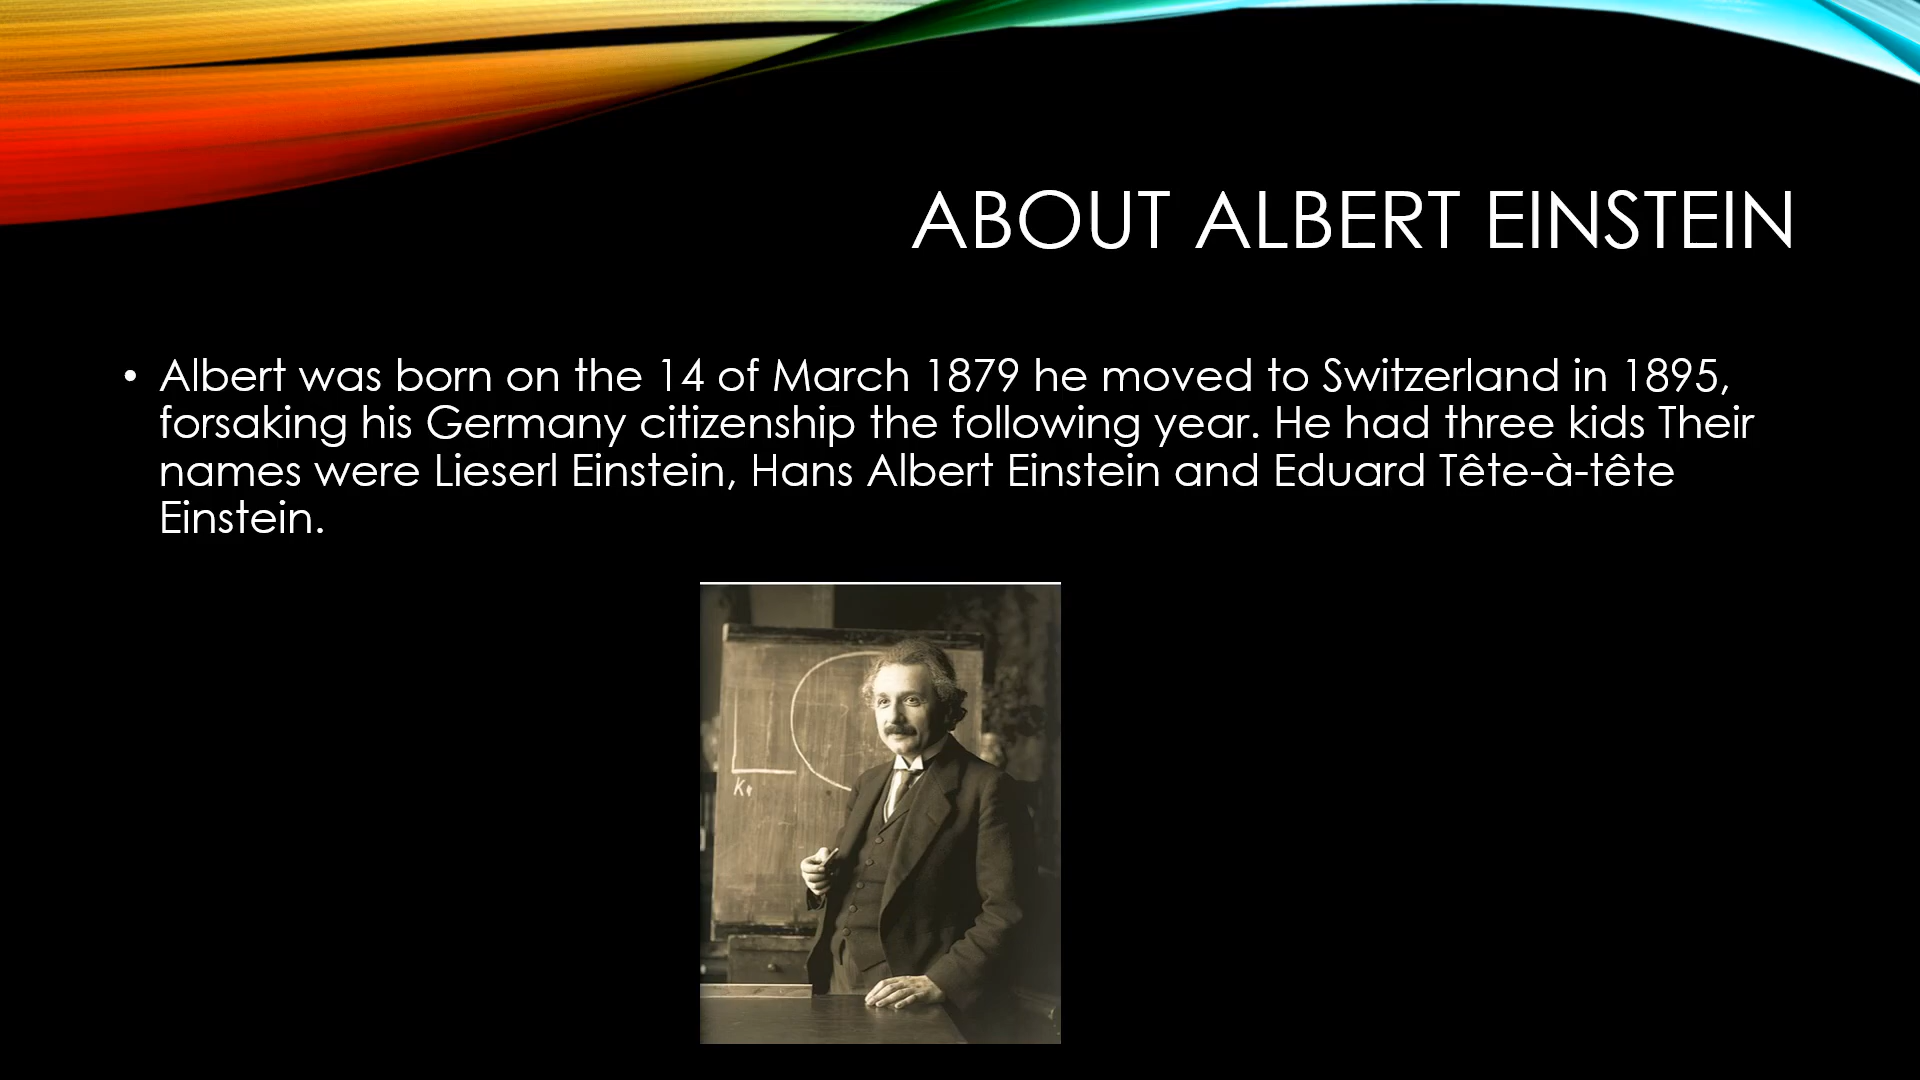 ABOUT ALBERT EINSTEIN
• Albert was born on the 14 of March 1879 he moved to Switzerland in 1895,
forsaking his Germany citizenship the following year. He had three kids Their
names were Lieserl Einstein, Hans Albert Einstein and Eduard Tête-à-tête
Einstein.